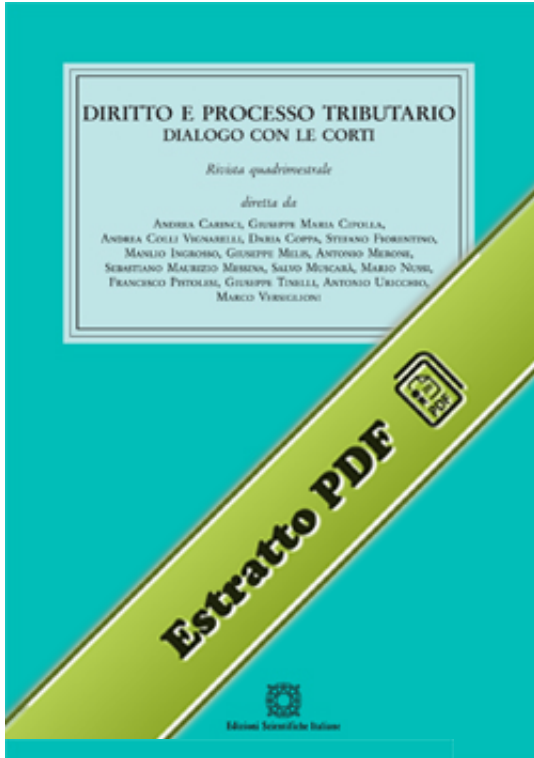 DIRITTO E PROCESSO TRIBUTARIO
DIALOGO CON LE CORTI
Rivista quadrimestrale
diretta da
Andrea Carinci, Giuseppe Maria Cipolla,
Andrea Colli Vignarelli, Daria Coppa, Stefano Fiorentino,
Manlio Ingrosso, Giuseppe Melis, Antonio Merone,
Sebastiano Maurizio Messina, Salvo Muscarà, Mario Nussi,
Francesco Pistolesi, Giuseppe Tinelli, Antonio Uricchio,
Marco Versiglioni
Estratto PDF
PDF
Edizioni Scientifiche Italiane